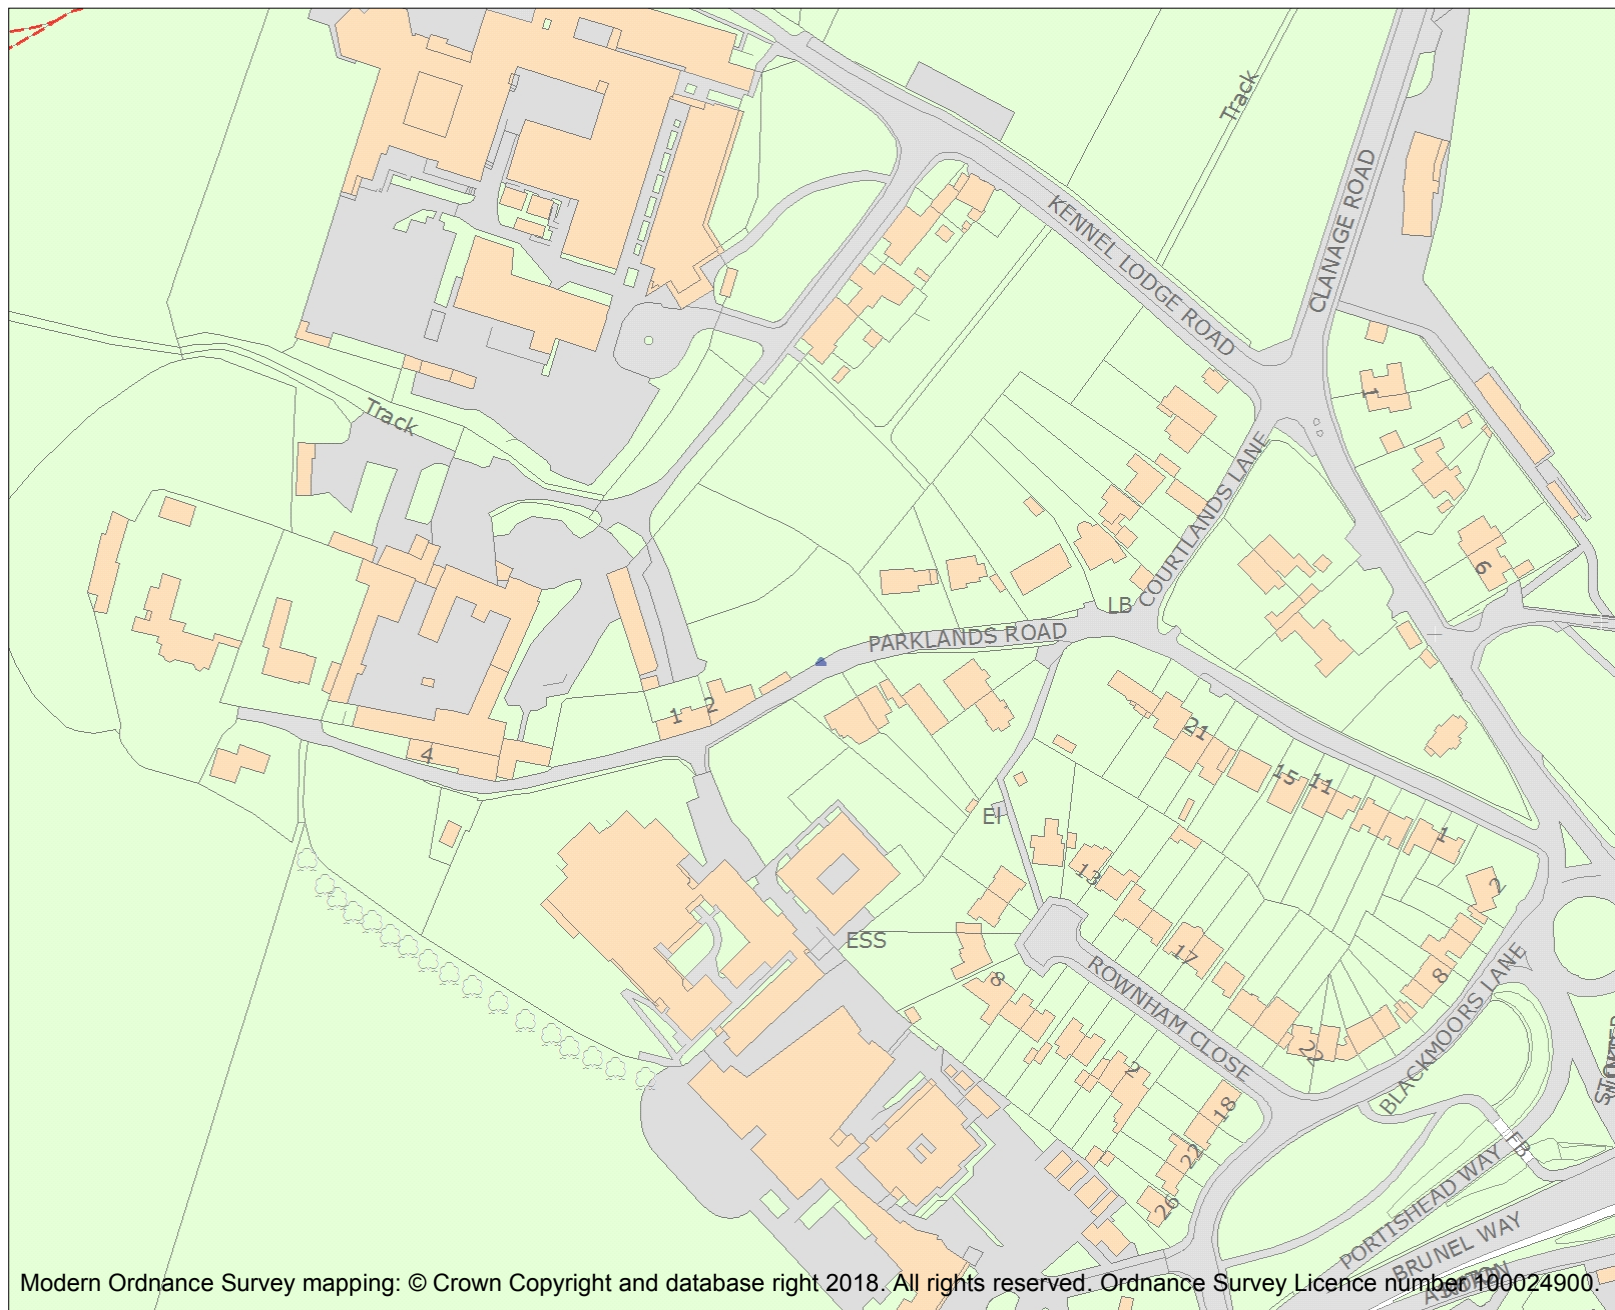 Track
CLANAGE ROAD
KENNEL LODGE ROAD
1
Track
COURTLANDS LANE
6
LB
PARKLANDS ROAD
1
2
21
4
15
11
EI
1
13
2
ESS
17
8
8
ROWNHAM CLOSE
BLACKMOORS LANE
22
2
18
22
FB
26
PORTISHEAD WAY
BRUNEL WAY
Modern Ordnance Survey mapping: © Crown Copyright and database right 2018. All rights reserved. Ordnance Survey Licence number 100024900.